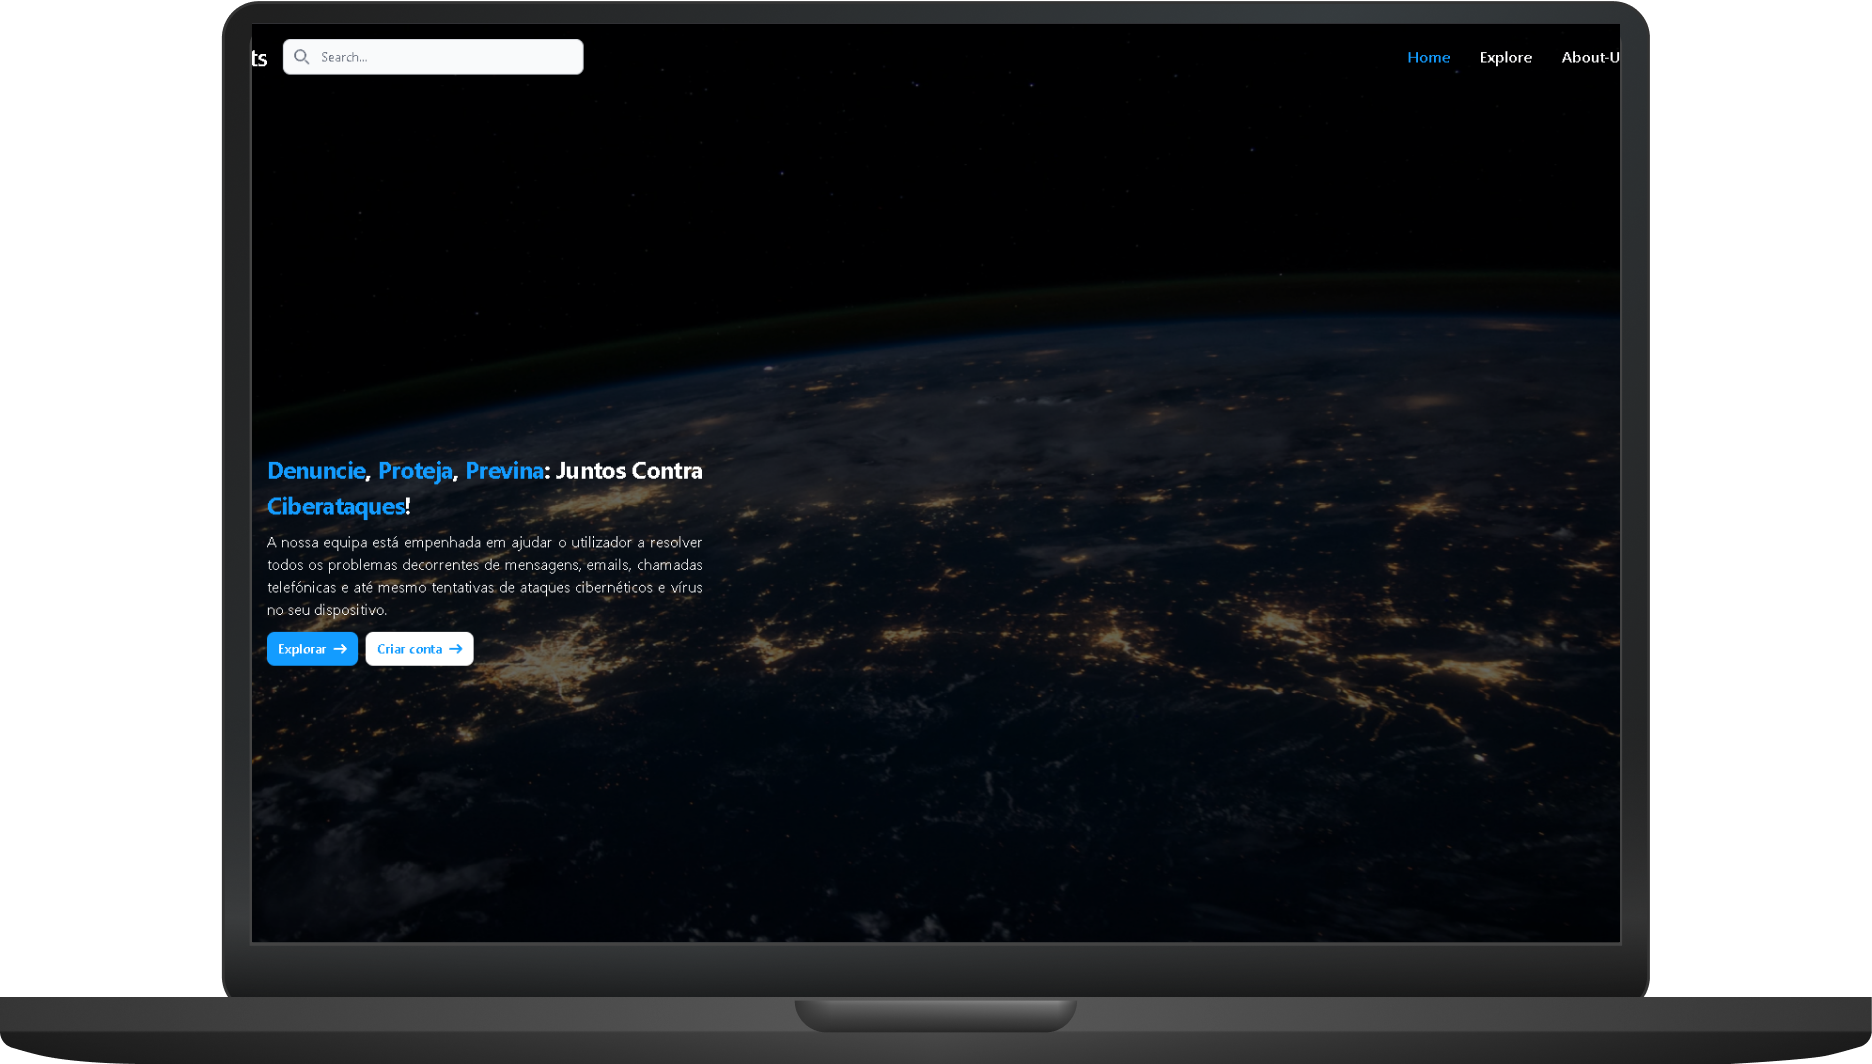 ts Search... Home Explore About-U
Denuncie, Proteja, Previna: Juntos Contra
Ciberataques!
A nossa equipa está empenhada em ajudar o utilizador a resolver
todos os problemas decorrentes de mensagens, emails, chamadas
telefónicas e até mesmo tentativas de ataques cibernéticos e vírus
no seu dispositivo.
Explorar → Criar conta →